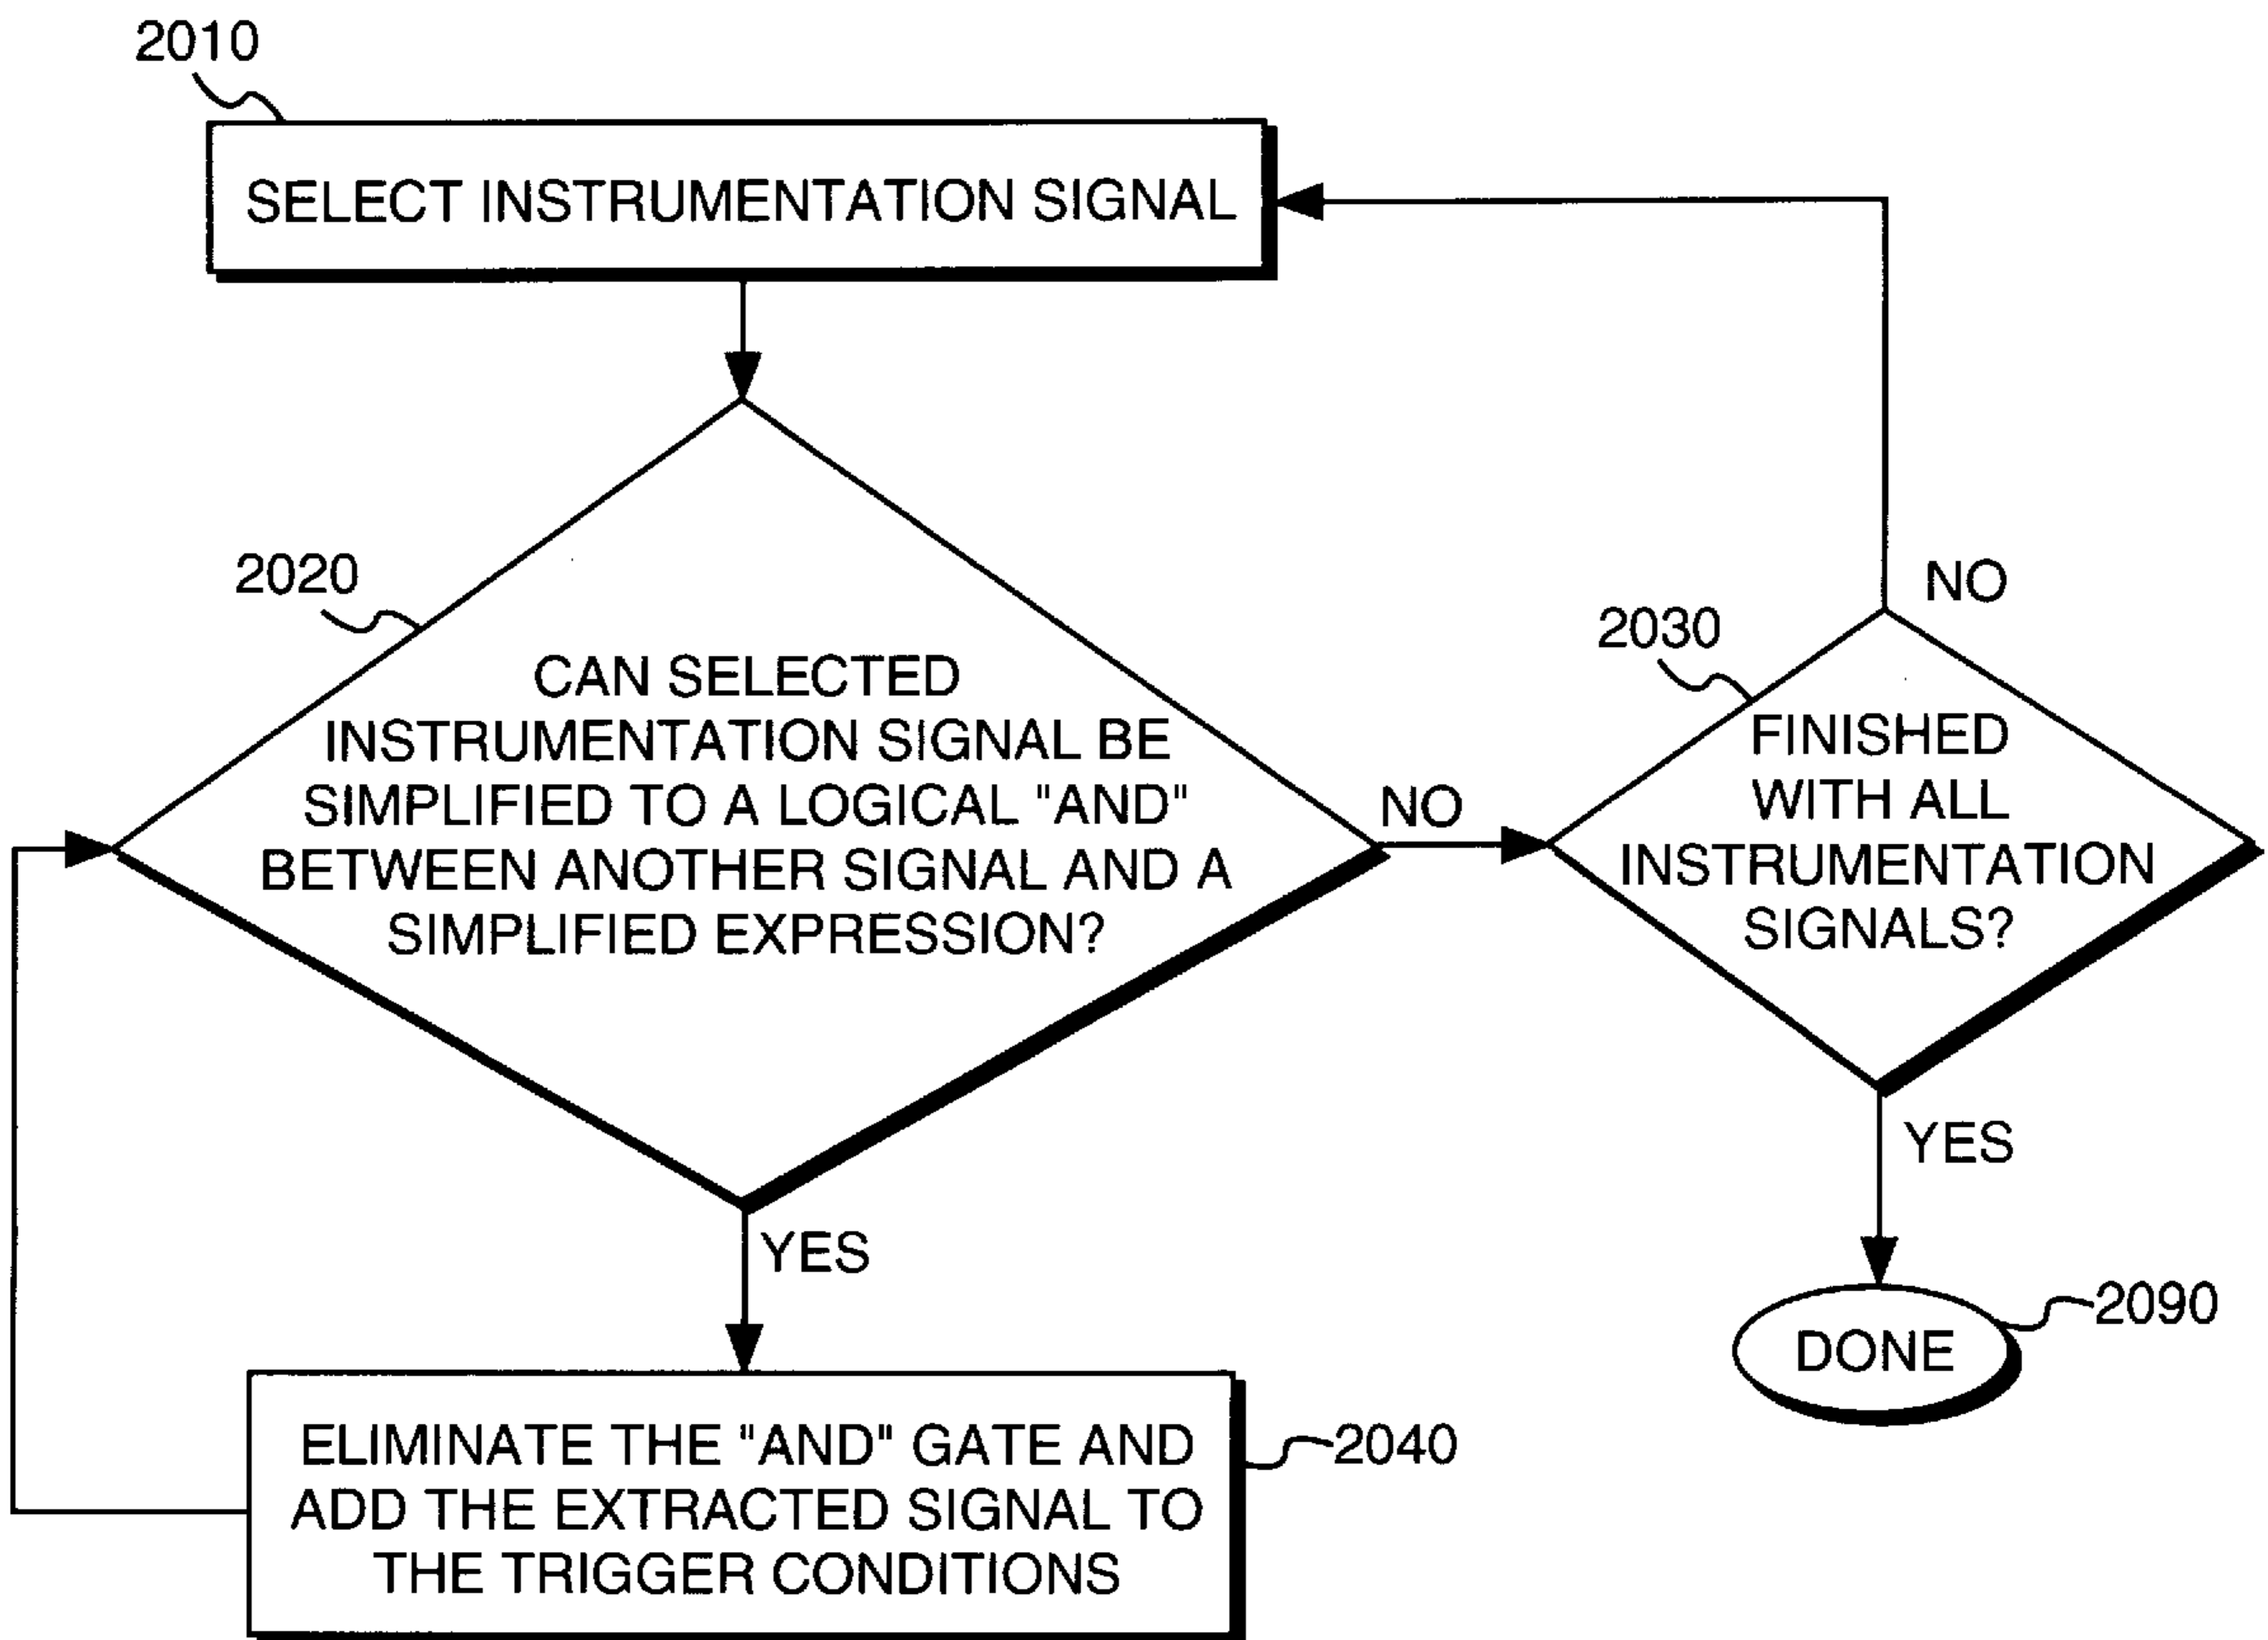 2010
SELECT INSTRUMENTATION SIGNAL
2020
CAN SELECTED
INSTRUMENTATION SIGNAL BE
SIMPLIFIED TO A LOGICAL "AND"
BETWEEN ANOTHER SIGNAL AND A
SIMPLIFIED EXPRESSION?
NO
2030
NO
FINISHED
WITH ALL
INSTRUMENTATION
SIGNALS?
YES
YES
2090
DONE
ELIMINATE THE "AND" GATE AND
ADD THE EXTRACTED SIGNAL TO
THE TRIGGER CONDITIONS
2040